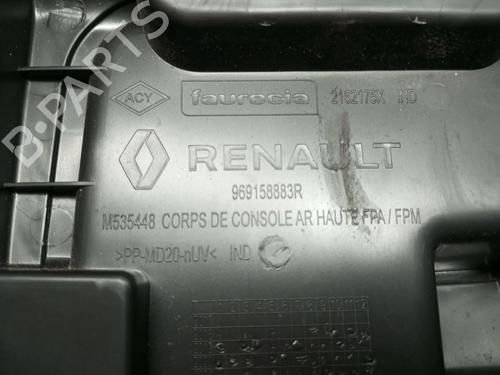 B-PARTS
ACY faurecia 2162175X IND
RENAULT
969158883R
M535448 CORPS DE CONSOLE AR HAUTE FPA / FPM
>PP-MD20-nUV< IND